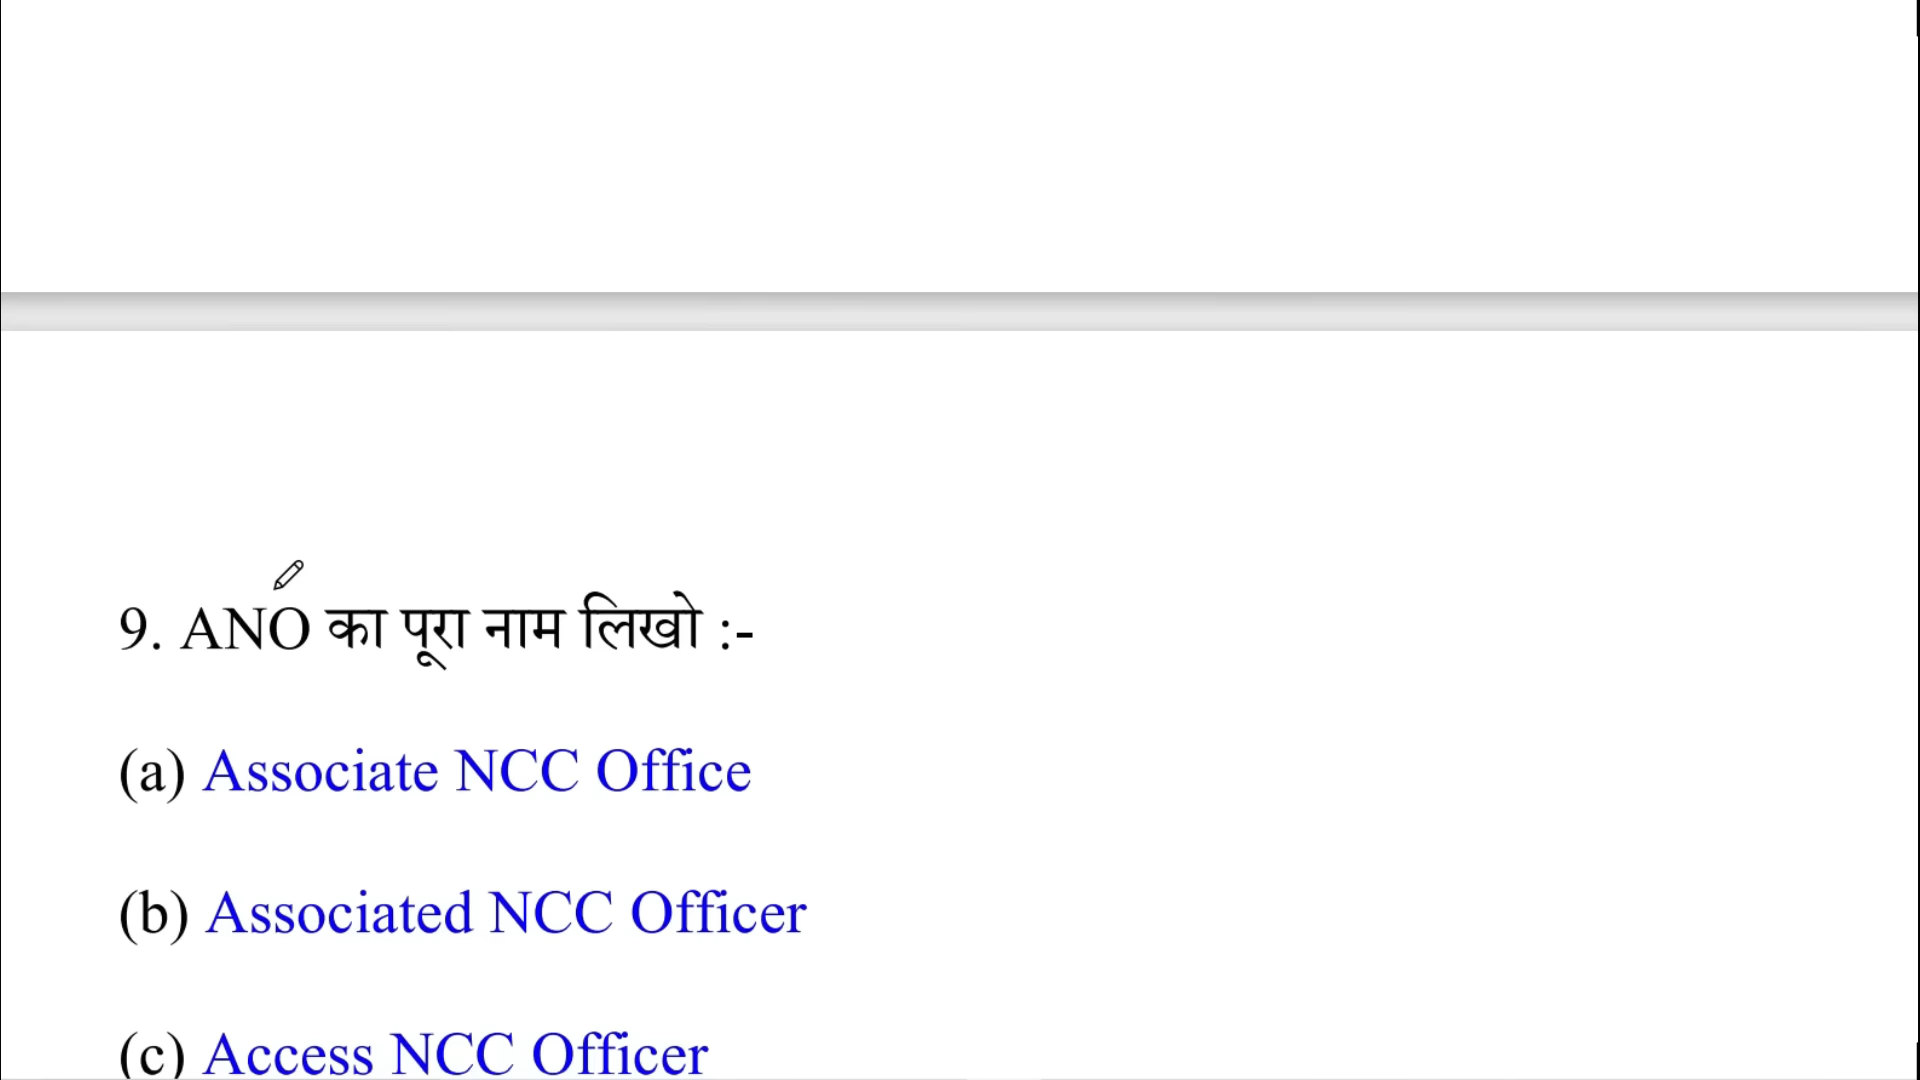 9. ANO का पूरा नाम लिखो :-
(a) Associate NCC Office
(b) Associated NCC Officer
(c) Access NCC Officer